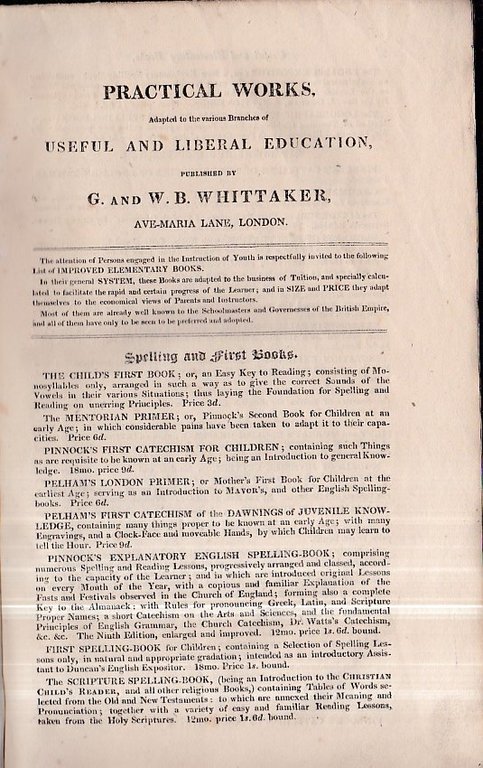 PRACTICAL WORKS,
Adapted to the various Branches of
USEFUL AND LIBERAL EDUCATION,
PUBLISHED BY
G. AND W. B. WHITTAKER,
AVE-MARIA LANE, LONDON.
The attention of Persons engaged in the Instruction of Youth is respectfully invited to the following
List of IMPROVED ELEMENTARY BOOKS.
In their general SYSTEM, these Books are adapted to the business of Tuition, and specially calcu-
lated to facilitate the rapid and certain progress of the Learner; and in SIZE and PRICE they adapt
themselves to the economical views of Parents and Instructors.
Most of them are already well known to the Schoolmasters and Governesses of the British Empire,
and all of them have only to be seen to be preferred and adopted.
Spelling and First Books.
THE CHILD'S FIRST BOOK; or, an Easy Key to Reading; consisting of Mo-
nosyllables only, arranged in such a way as to give the correct Sounds of the
Vowels in their various Situations; thus laying the Foundation for Spelling and
Reading on unerring Principles. Price 3d.
The MENTORIAN PRIMER; or, Pinnock's Second Book for Children at an
early Age; in which considerable pains have been taken to adapt it to their capa-
cities. Price 6d.
PINNOCK'S FIRST CATECHISM FOR CHILDREN; containing such Things
as are requisite to be known at an early Age; being an Introduction to general Know-
ledge. 18mo. price 9d.
PELHAM'S LONDON PRIMER; or Mother's First Book for Children at the
earliest Age; serving as an Introduction to MAVOR'S, and other English Spelling-
books. Price 6d.
PELHAM'S FIRST CATECHISM of the DAWNINGS of JUVENILE KNOW-
LEDGE, containing many things proper to be known at an early Age; with many
Engravings, and a Clock-Face and moveable Hands, by which Children may learn to
tell the Hour. Price 9d.
PINNOCK'S EXPLANATORY ENGLISH SPELLING-BOOK; comprising
numerous Spelling and Reading Lessons, progressively arranged and classed, accord-
ing to the capacity of the Learner; and in which are introduced original Lessons
on every Month of the Year, with a copious and familiar Explanation of the
Fasts and Festivals observed in the Church of England; forming also a complete
Key to the Almanack: with Rules for pronouncing Greek, Latin, and Scripture
Proper Names; a short Catechism on the Arts and Sciences, and the fundamental
Principles of English Grammar, the Church Catechism, Dr. Watts's Catechism,
&c. &c. The Ninth Edition, enlarged and improved. 12mo. price 1s. 6d. bound.
FIRST SPELLING-BOOK for Children; containing a Selection of Spelling Les-
sons only, in natural and appropriate gradation; intended as an introductory Assis-
tant to Duncan's English Expositor. 18mo. Price 1s. bound.
The SCRIPTURE SPELLING-BOOK, (being an Introduction to the CHRISTIAN
CHILD'S READER, and all other religious Books,) containing Tables of Words se-
lected from the Old and New Testaments: to which are annexed their Meaning and
Pronunciation; together with a variety of easy and familiar Reading Lessons,
taken from the Holy Scriptures. 12mo. price 1s. 6d. bound.